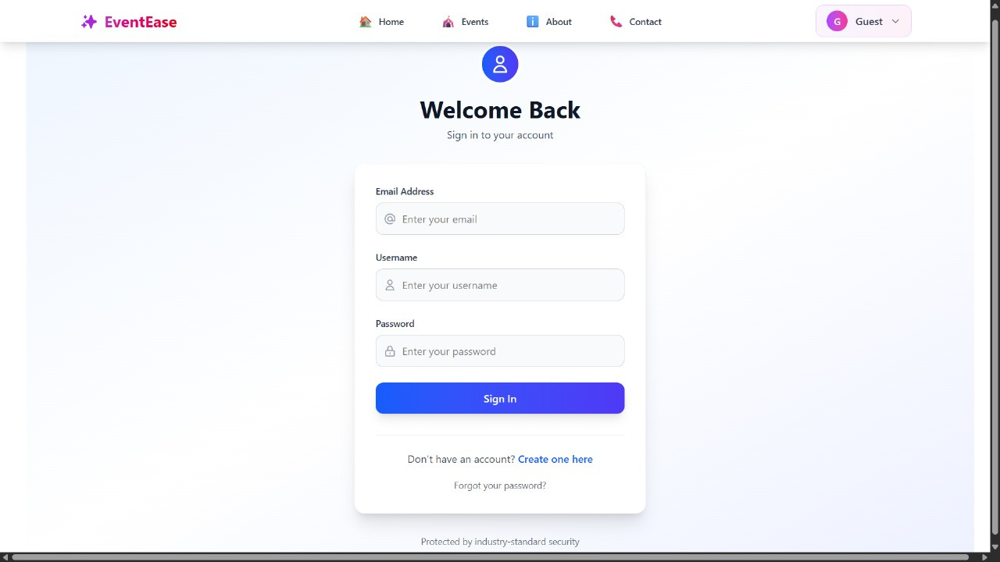 EventEase
Home
Events
About
Contact
G
Guest
Welcome Back
Sign in to your account
Email Address
Enter your email
Username
Enter your username
Password
Enter your password
Sign In
Don't have an account? Create one here
Forgot your password?
Protected by industry-standard security